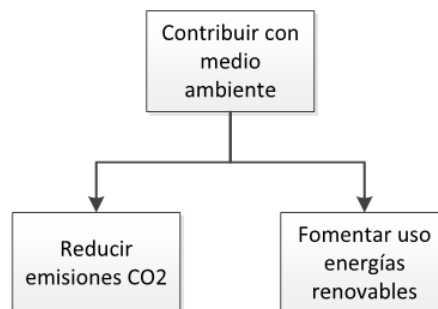 Contribuir con
medio
ambiente
Reducir
emisiones CO2
Fomentar uso
energías
renovables